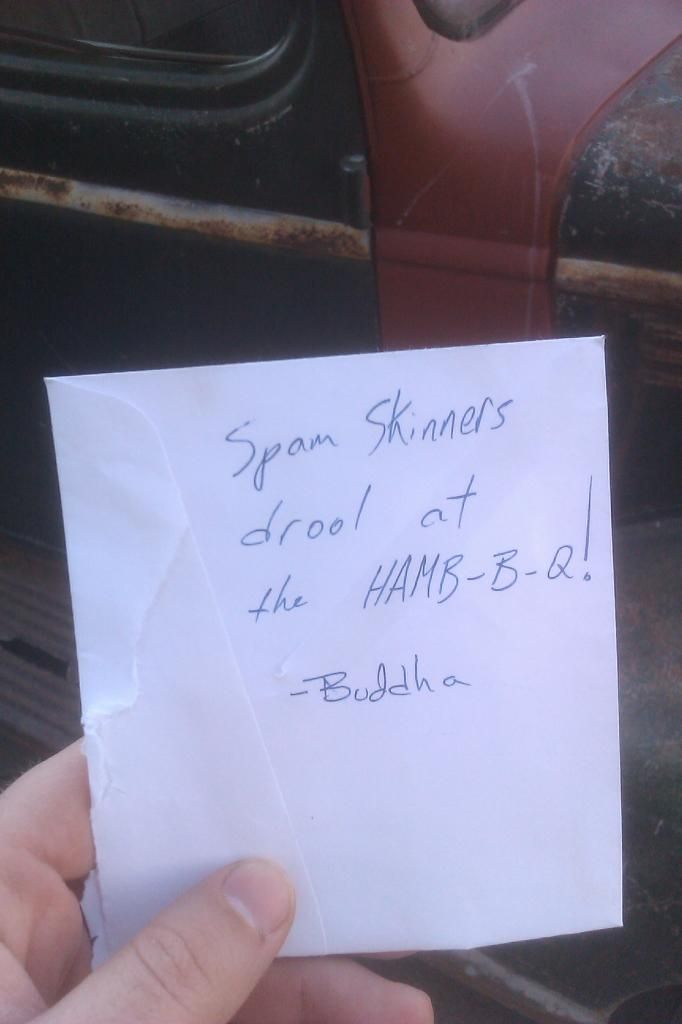 Spam Skinners
drool at
the HAMB-B-Q!
-Buddha